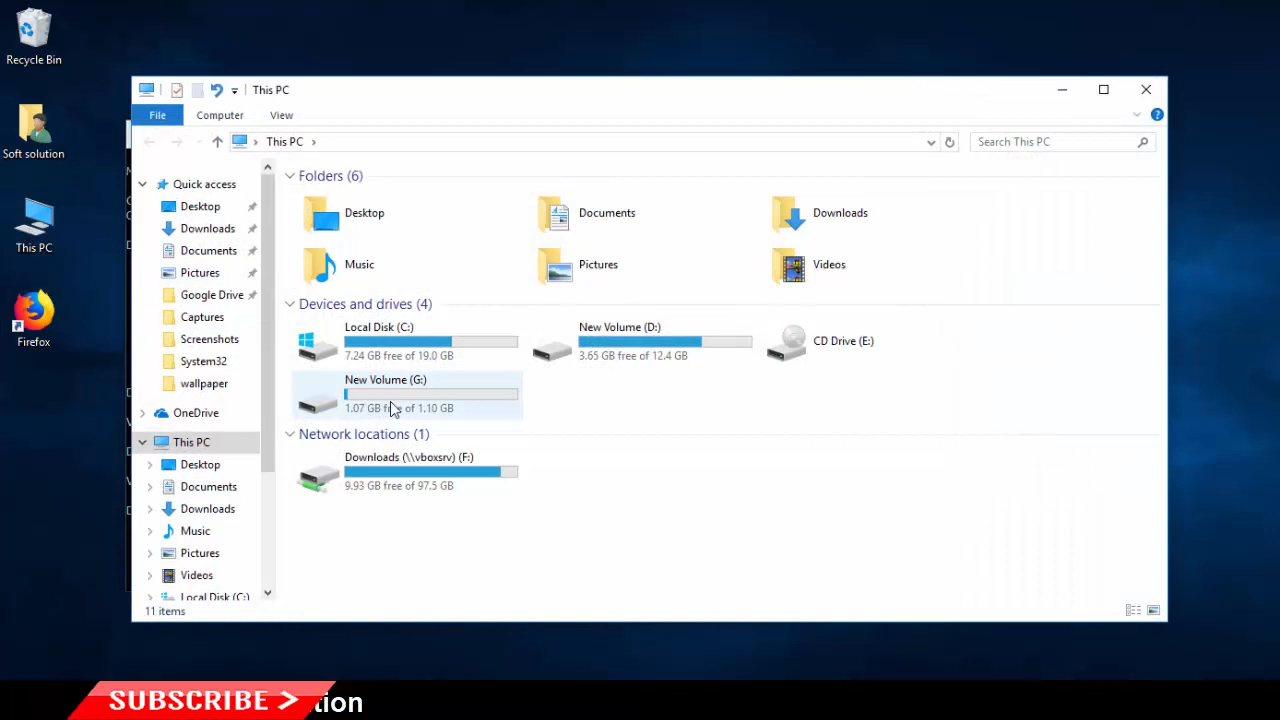 Recycle Bin
Soft solution
This PC
Firefox
This PC
File Computer View
This PC
Search This PC
Quick access
Desktop
Downloads
Documents
Pictures
Google Drive
Captures
Screenshots
System32
wallpaper
OneDrive
This PC
Desktop
Documents
Downloads
Music
Pictures
Videos
Local Disk (C:)
Folders (6)
Desktop Documents Downloads
Music Pictures Videos
Devices and drives (4)
Local Disk (C:)
7.24 GB free of 19.0 GB
New Volume (D:)
3.65 GB free of 12.4 GB
CD Drive (E:)
New Volume (G:)
1.07 GB free of 1.10 GB
Network locations (1)
Downloads (\\vboxsrv) (F:)
9.93 GB free of 97.5 GB
11 items
SUBSCRIBE >
tion